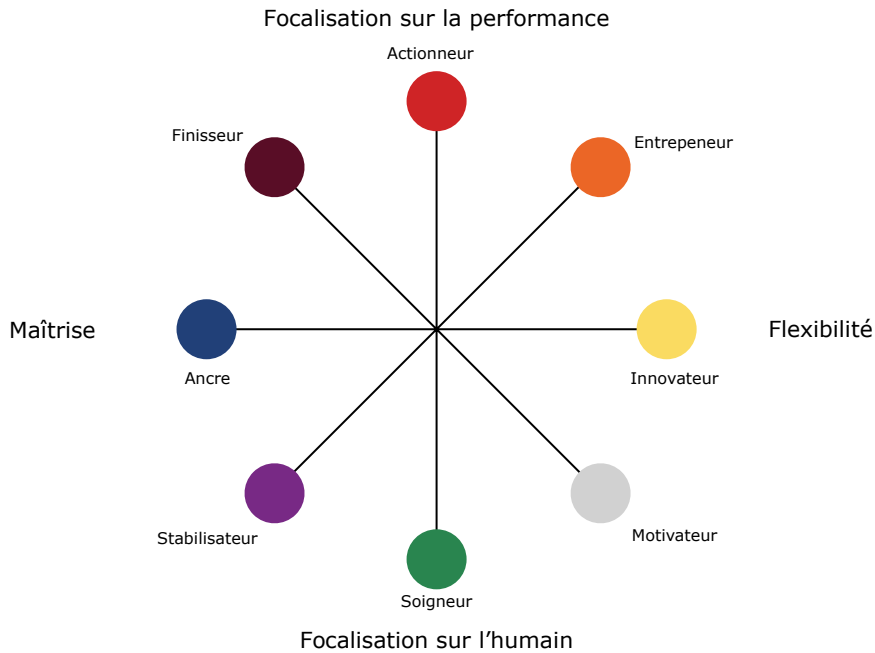 Focalisation sur la performance
Actionneur
Finisseur
Entrepeneur
Maîtrise
Flexibilité
Ancre
Innovateur
Stabilisateur
Motivateur
Soigneur
Focalisation sur l’humain